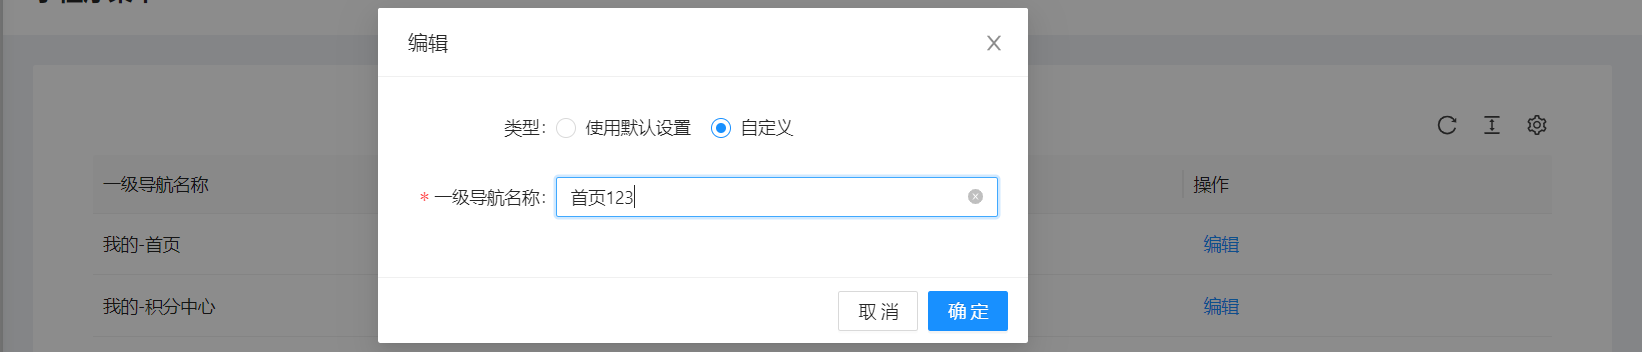 编辑
类型： 使用默认设置 自定义
一级导航名称 操作
* 一级导航名称： 首页123
我的-首页 编辑
我的-积分中心 编辑
取 消 确 定